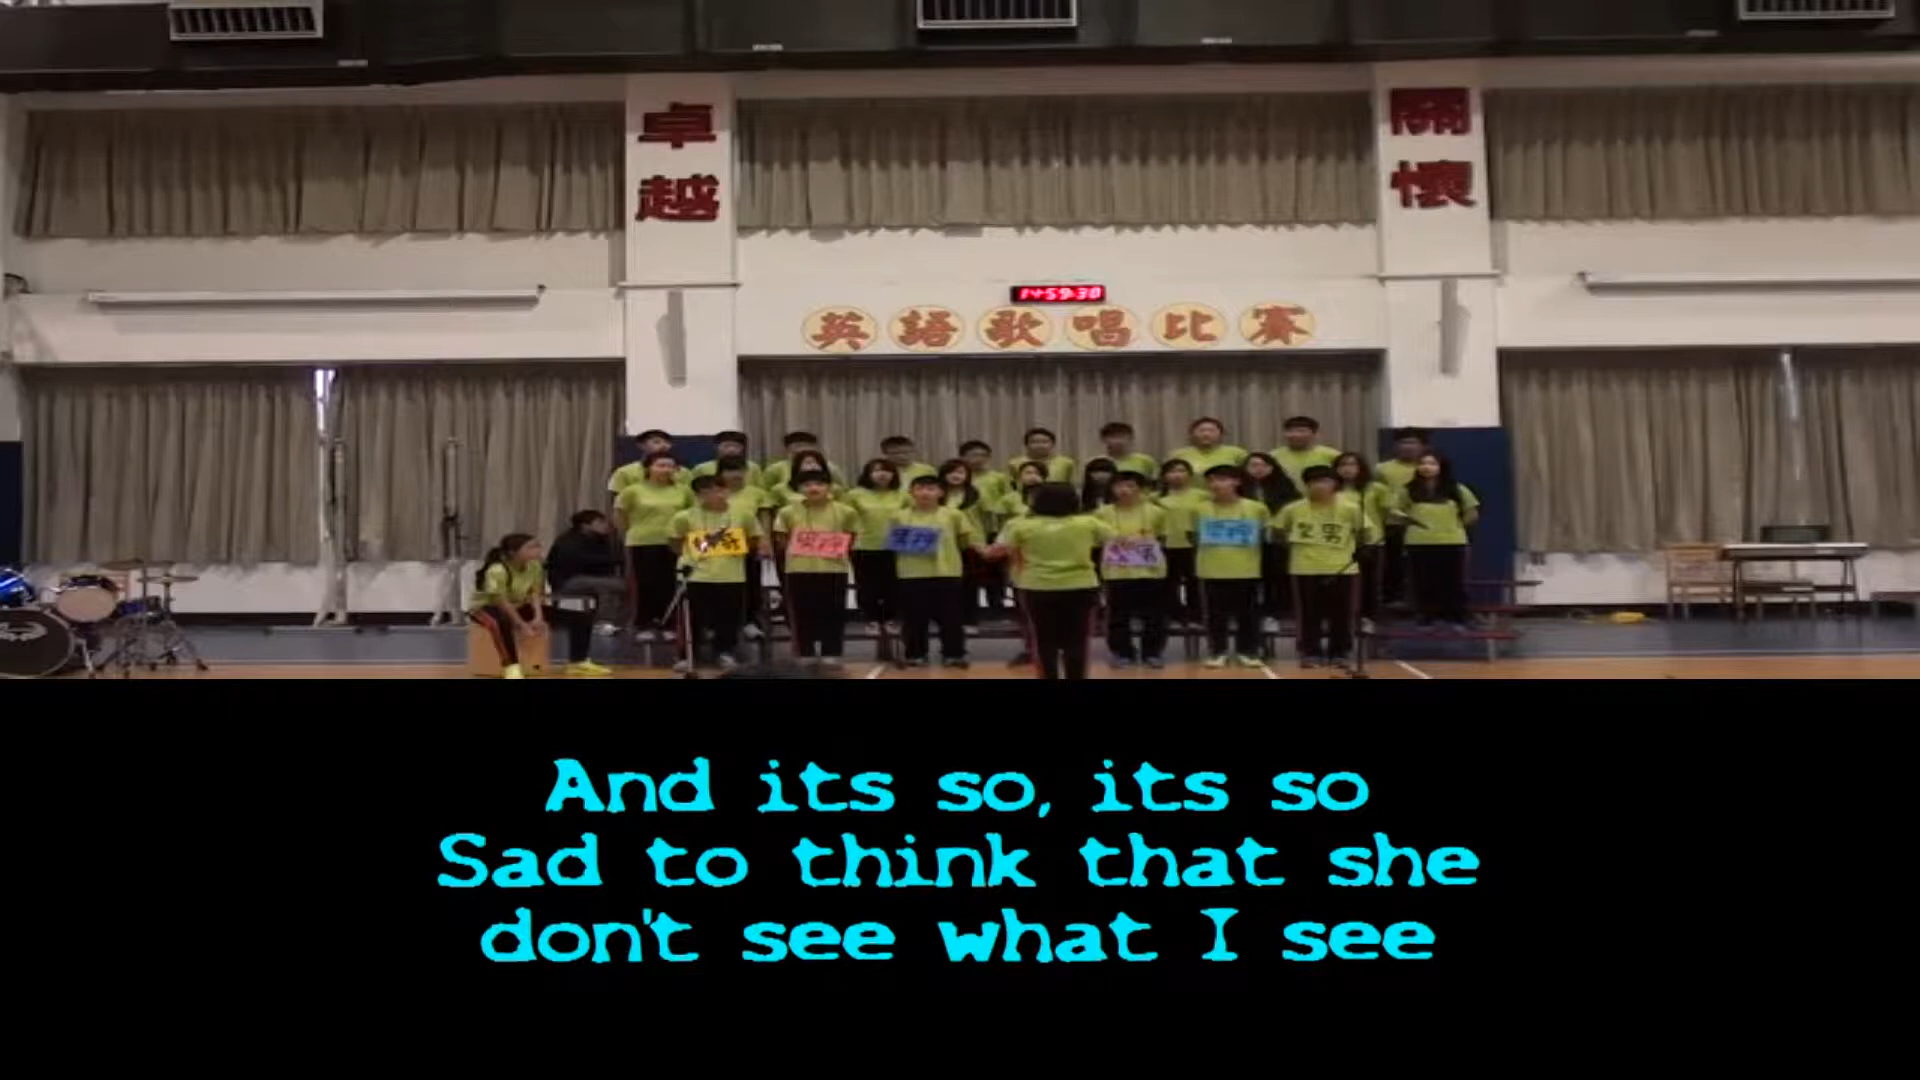 卓越
關懷
14:59:30
英語歌唱比賽
And its so, its so
Sad to think that she
don't see what I see